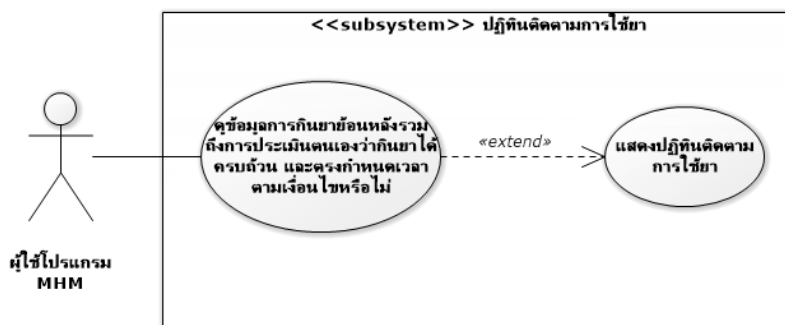 <<subsystem>> ปฏิทินติดตามการใช้ยา
ดูข้อมูลการกินยาย้อนหลังรวม
ถึงการประเมินตนเองว่ากินยาได้
ครบถ้วน และตรงกำหนดเวลา
ตามเงื่อนไขหรือไม่
«extend»
แสดงปฏิทินติดตาม
การใช้ยา
ผู้ใช้โปรแกรม
MHM